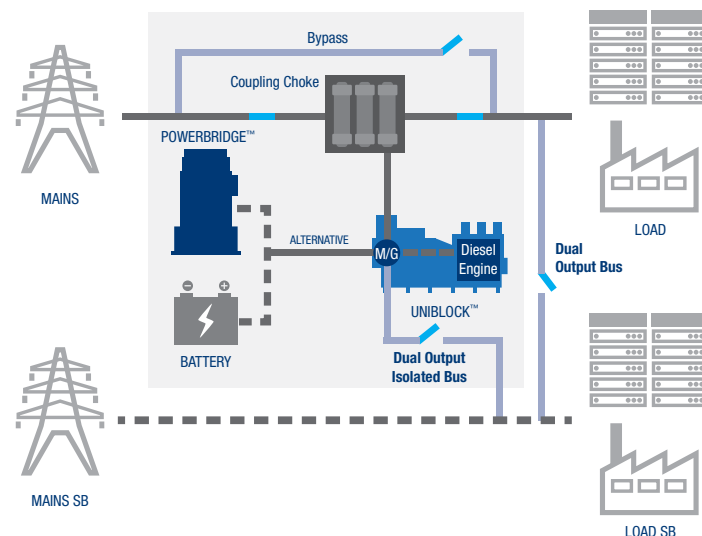 Bypass
Coupling Choke
POWERBRIDGE™
MAINS
LOAD
ALTERNATIVE
M/G
Diesel
Engine
Dual
Output Bus
UNIBLOCK™
BATTERY
Dual Output
Isolated Bus
MAINS SB
LOAD SB